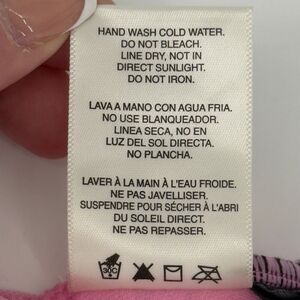 HAND WASH COLD WATER.
DO NOT BLEACH.
LINE DRY, NOT IN
DIRECT SUNLIGHT.
DO NOT IRON.
LAVA A MANO CON AGUA FRIA.
NO USE BLANQUEADOR.
LINEA SECA, NO EN
LUZ DEL SOL DIRECTA.
NO PLANCHA.
LAVER À LA MAIN À L'EAU FROIDE.
NE PAS JAVELLISER.
SUSPENDRE POUR SÉCHER À L'ABRI
DU SOLEIL DIRECT.
NE PAS REPASSER.
30C